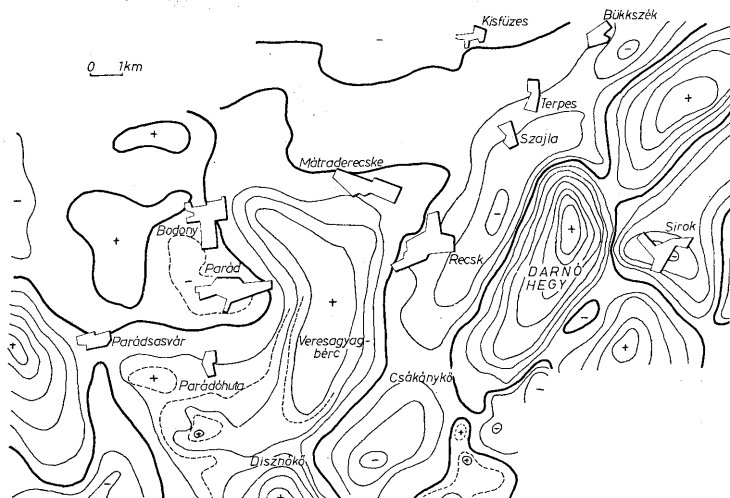 Kisfüzes
Bükkszék
0 1km
Terpes
Szajla
Mátraderecske
Bodony
Sirok
Recsk
Parád
DARNÓ
HEGY
Veresagyag-
bérc
Parádsasvár
Csákánykő
Parádóhuta
Disznókő